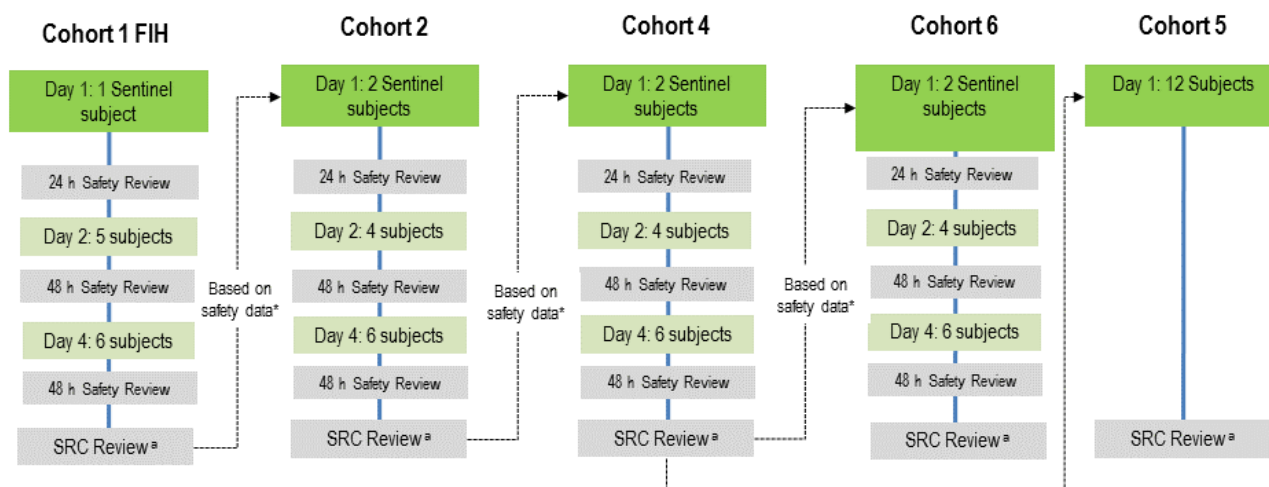 Cohort 1 FIH
Day 1: 1 Sentinel
subject
24 h Safety Review
Day 2: 5 subjects
48 h Safety Review
Day 4: 6 subjects
48 h Safety Review
SRC Review a
Based on
safety data*
Cohort 2
Day 1: 2 Sentinel
subjects
24 h Safety Review
Day 2: 4 subjects
48 h Safety Review
Day 4: 6 subjects
48 h Safety Review
SRC Review a
Based on
safety data*
Cohort 4
Day 1: 2 Sentinel
subjects
24 h Safety Review
Day 2: 4 subjects
48 h Safety Review
Day 4: 6 subjects
48 h Safety Review
SRC Review a
Based on
safety data*
Cohort 6
Day 1: 2 Sentinel
subjects
24 h Safety Review
Day 2: 4 subjects
48 h Safety Review
Day 4: 6 subjects
48 h Safety Review
SRC Review a
Cohort 5
Day 1: 12 Subjects
SRC Review a